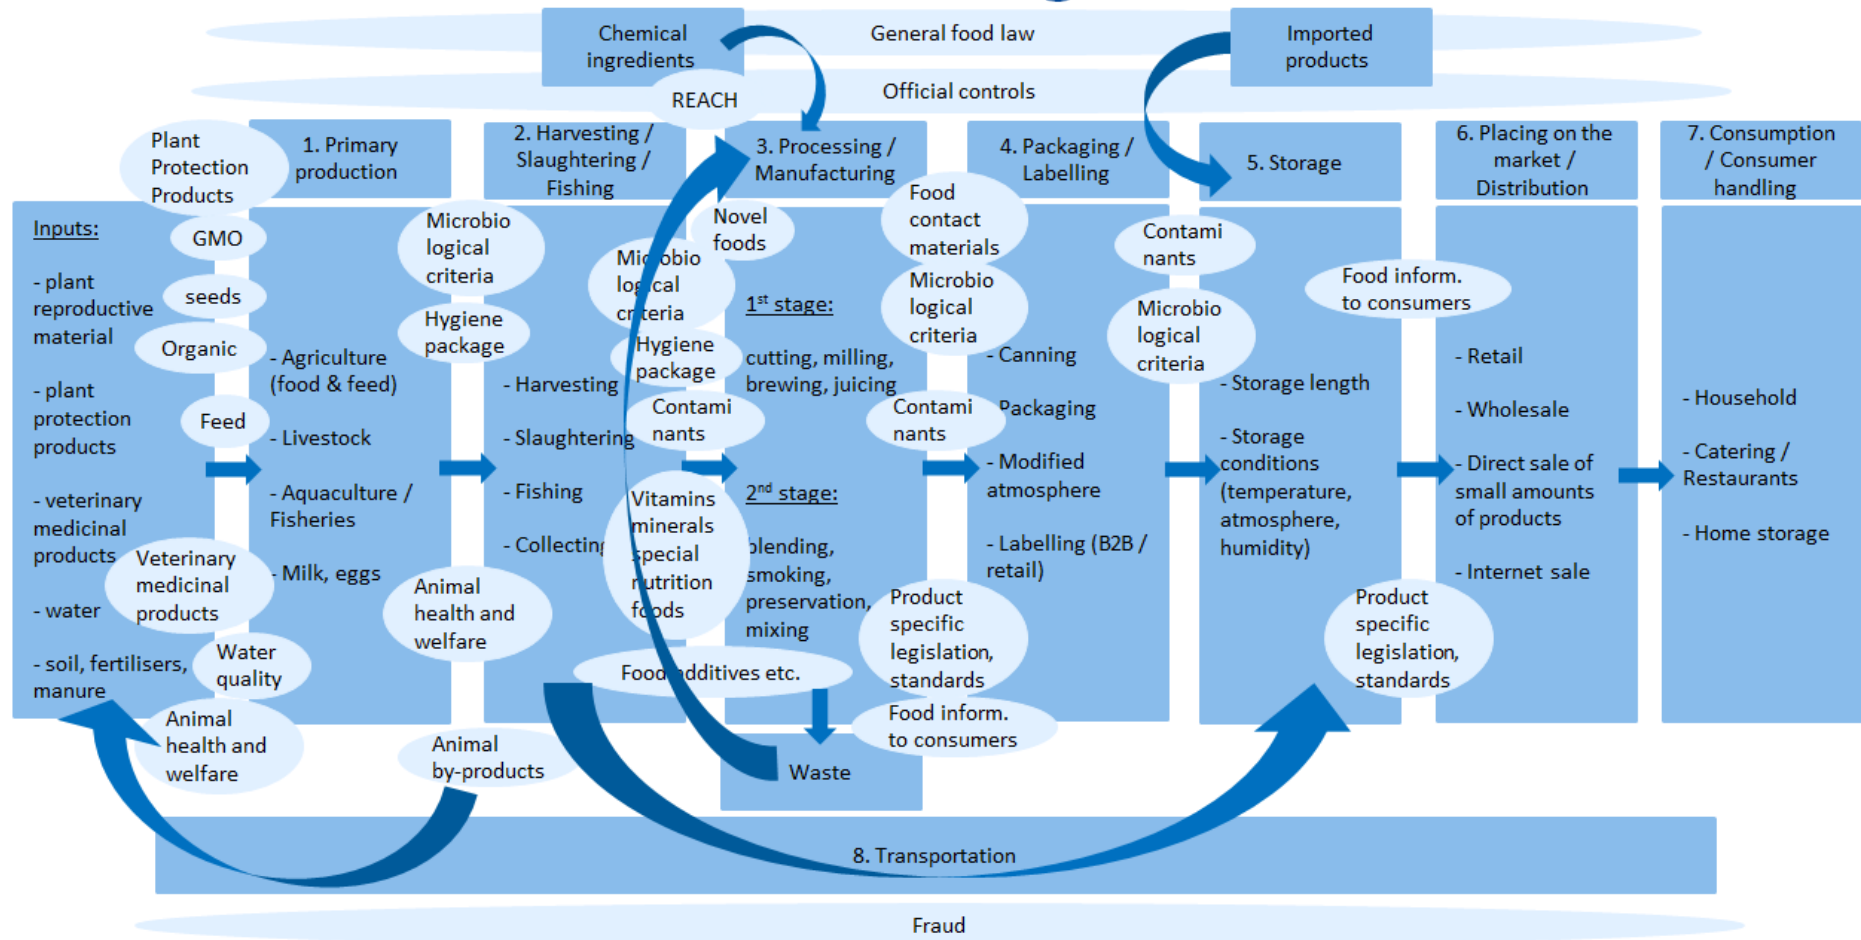 Chemical
ingredients
General food law
Imported
products
Official controls
REACH
Plant
Protection
Products
1. Primary
production
2. Harvesting /
Slaughtering /
Fishing
3. Processing /
Manufacturing
4. Packaging /
Labelling
5. Storage
6. Placing on the
market /
Distribution
7. Consumption
/ Consumer
handling
Inputs:
- plant
reproductive
material
- plant
protection
products
- veterinary
medicinal
products
- water
- soil, fertilisers,
manure
GMO
seeds
Organic
Feed
Veterinary
medicinal
products
Water
quality
Animal
health and
welfare
- Agriculture
(food & feed)
- Livestock
- Aquaculture /
Fisheries
- Milk, eggs
Microbio
logical
criteria
Hygiene
package
Animal
health and
welfare
Animal
by-products
- Harvesting
- Slaughtering
- Fishing
- Collecting
Novel
foods
Microbio
logical
criteria
Hygiene
package
Contami
nants
Vitamins
minerals
special
nutrition
foods
Food additives etc.
1st stage:
cutting, milling,
brewing, juicing
2nd stage:
blending,
smoking,
preservation,
mixing
Waste
Food
contact
materials
Microbio
logical
criteria
Contami
nants
Product
specific
legislation,
standards
Food inform.
to consumers
- Canning
Packaging
- Modified
atmosphere
- Labelling (B2B /
retail)
Contami
nants
Microbio
logical
criteria
- Storage length
- Storage
conditions
(temperature,
atmosphere,
humidity)
Food inform.
to consumers
Product
specific
legislation,
standards
- Retail
- Wholesale
- Direct sale of
small amounts
of products
- Internet sale
- Household
- Catering /
Restaurants
- Home storage
8. Transportation
Fraud